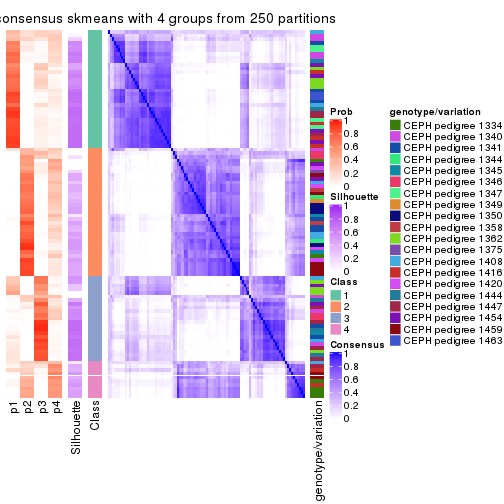 consensus skmeans with 4 groups from 250 partitions
p1
p2
p3
p4
Silhouette
Class
genotype/variation
Prob
1
0.8
0.6
0.4
0.2
0
Silhouette
1
0.8
0.6
0.4
0.2
0
Class
1
2
3
4
Consensus
1
0.8
0.6
0.4
0.2
0
genotype/variation
CEPH pedigree 1334
CEPH pedigree 1340
CEPH pedigree 1341
CEPH pedigree 1344
CEPH pedigree 1345
CEPH pedigree 1346
CEPH pedigree 1347
CEPH pedigree 1349
CEPH pedigree 1350
CEPH pedigree 1358
CEPH pedigree 1362
CEPH pedigree 1375
CEPH pedigree 1408
CEPH pedigree 1416
CEPH pedigree 1420
CEPH pedigree 1444
CEPH pedigree 1447
CEPH pedigree 1454
CEPH pedigree 1459
CEPH pedigree 1463